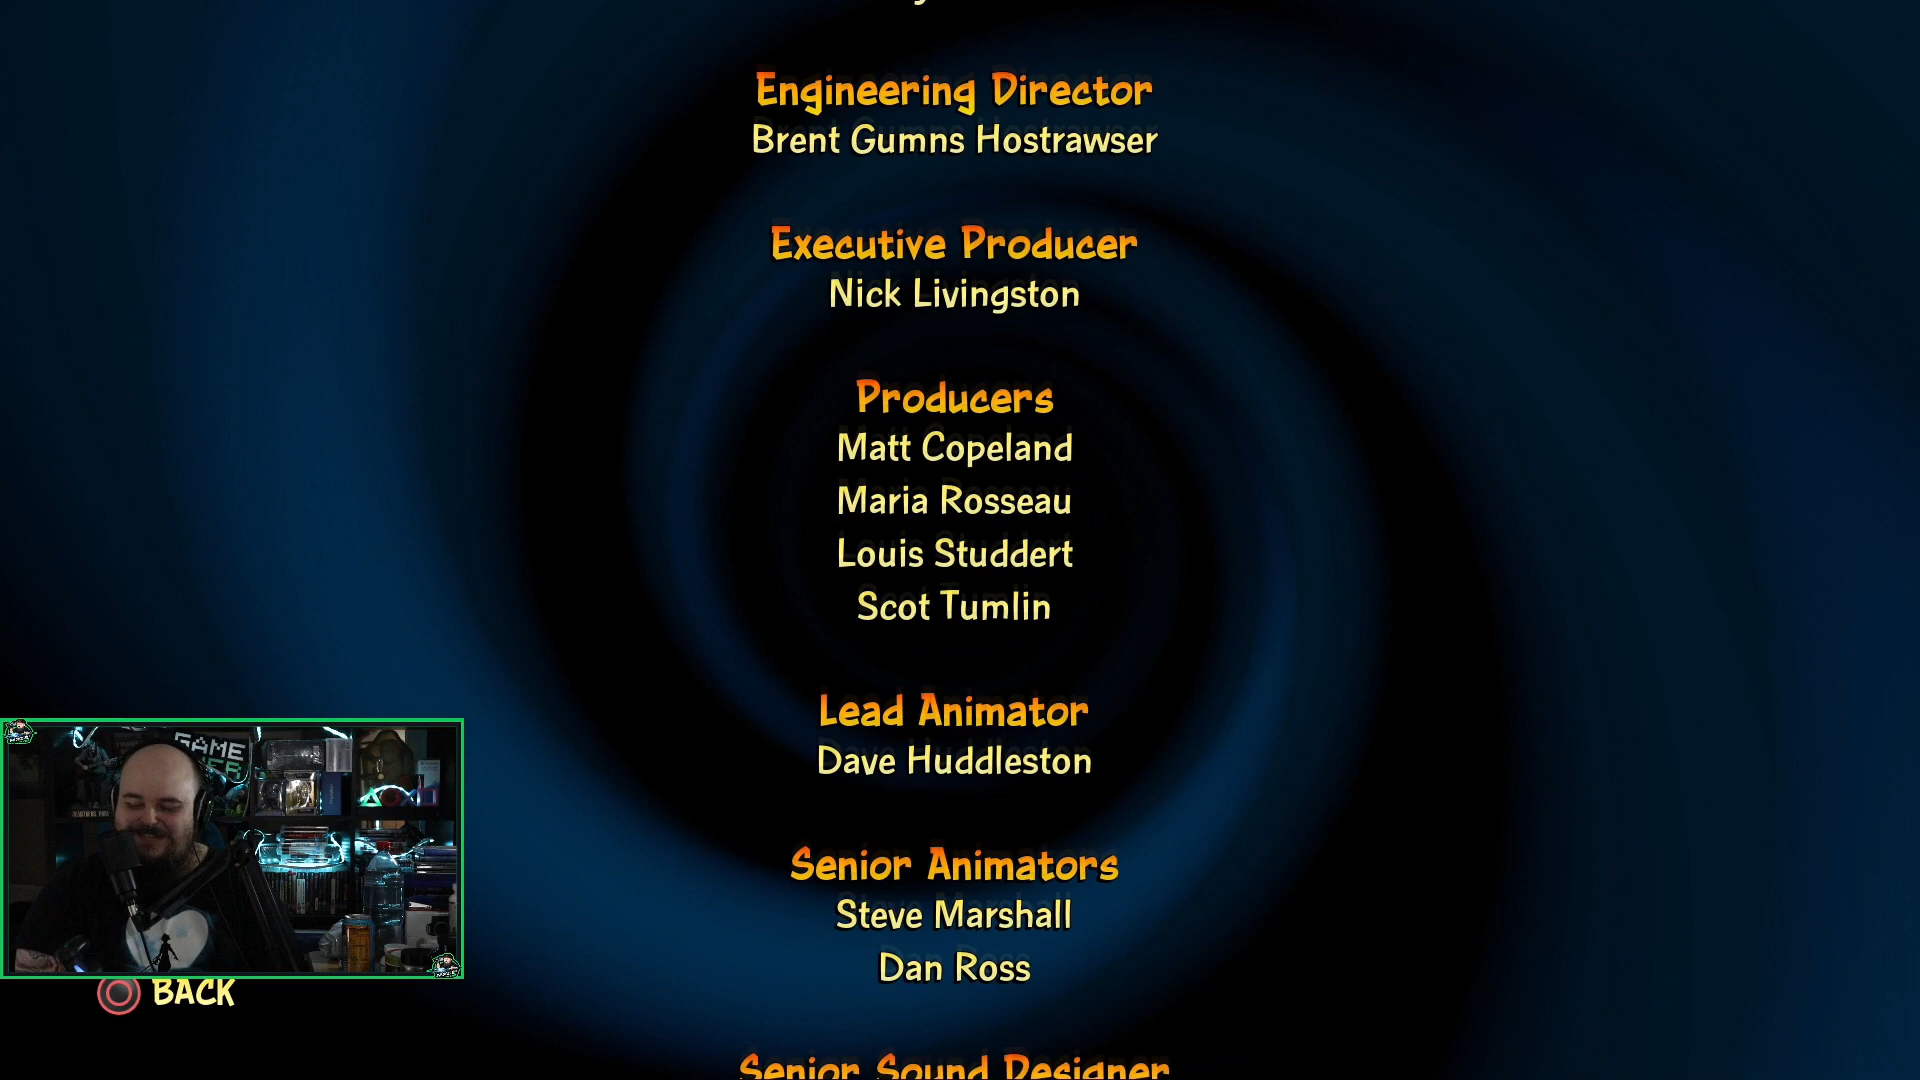 Engineering Director
Brent Gumns Hostrawser
Executive Producer
Nick Livingston
Producers
Matt Copeland
Maria Rosseau
Louis Studdert
Scot Tumlin
Lead Animator
Dave Huddleston
Senior Animators
Steve Marshall
Dan Ross
GAME
BACK
Senior Sound Designer